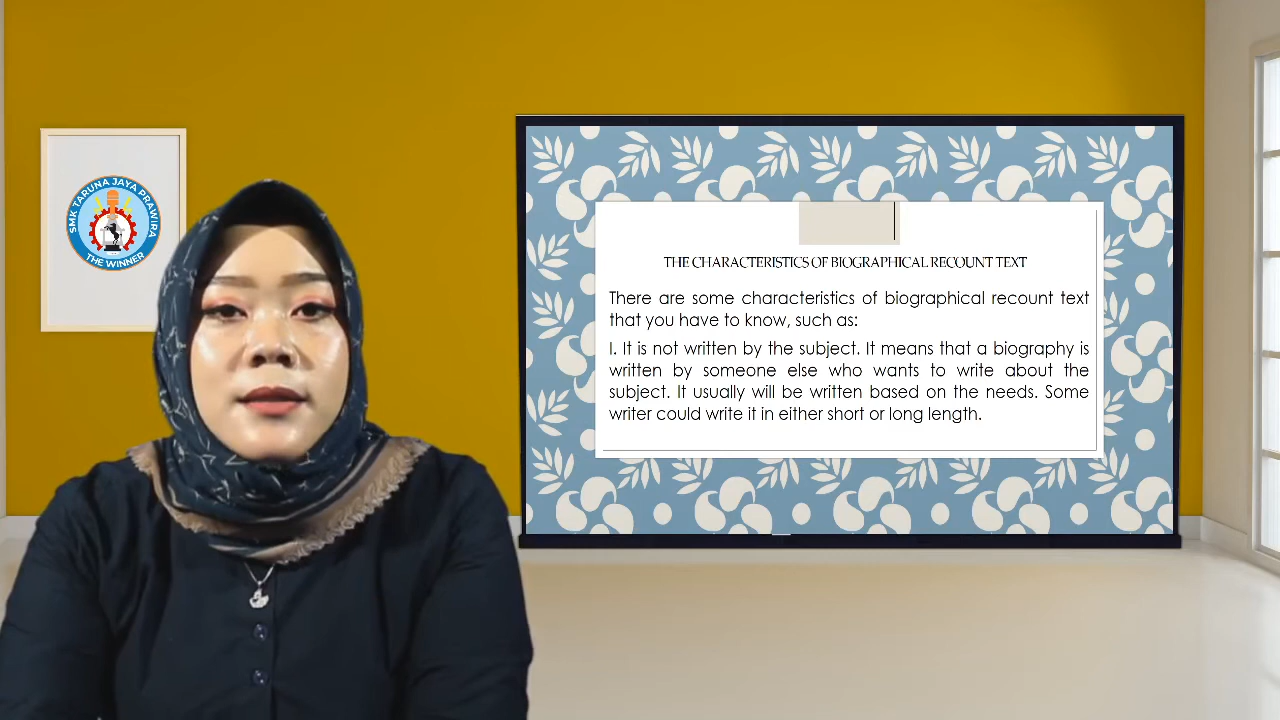 SMK TARUNA JAYA PRAWIRA
THE WINNER
THE CHARACTERISTICS OF BIOGRAPHICAL RECOUNT TEXT
There are some characteristics of biographical recount text
that you have to know, such as:
1. It is not written by the subject. It means that a biography is
written by someone else who wants to write about the
subject. It usually will be written based on the needs. Some
writer could write it in either short or long length.